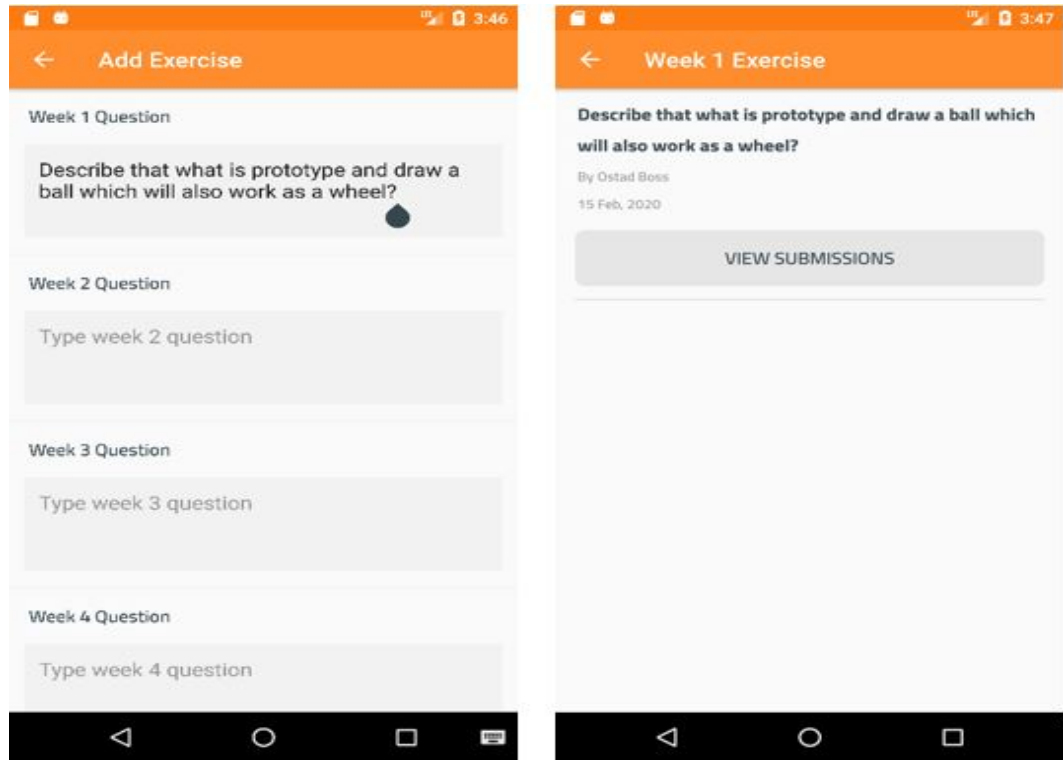 3:46
Add Exercise
Week 1 Question
Describe that what is prototype and draw a
ball which will also work as a wheel?
Week 2 Question
Type week 2 question
Week 3 Question
Type week 3 question
Week 4 Question
Type week 4 question
3:47
Week 1 Exercise
Describe that what is prototype and draw a ball which
will also work as a wheel?
By Ostad Boss
15 Feb, 2020
VIEW SUBMISSIONS